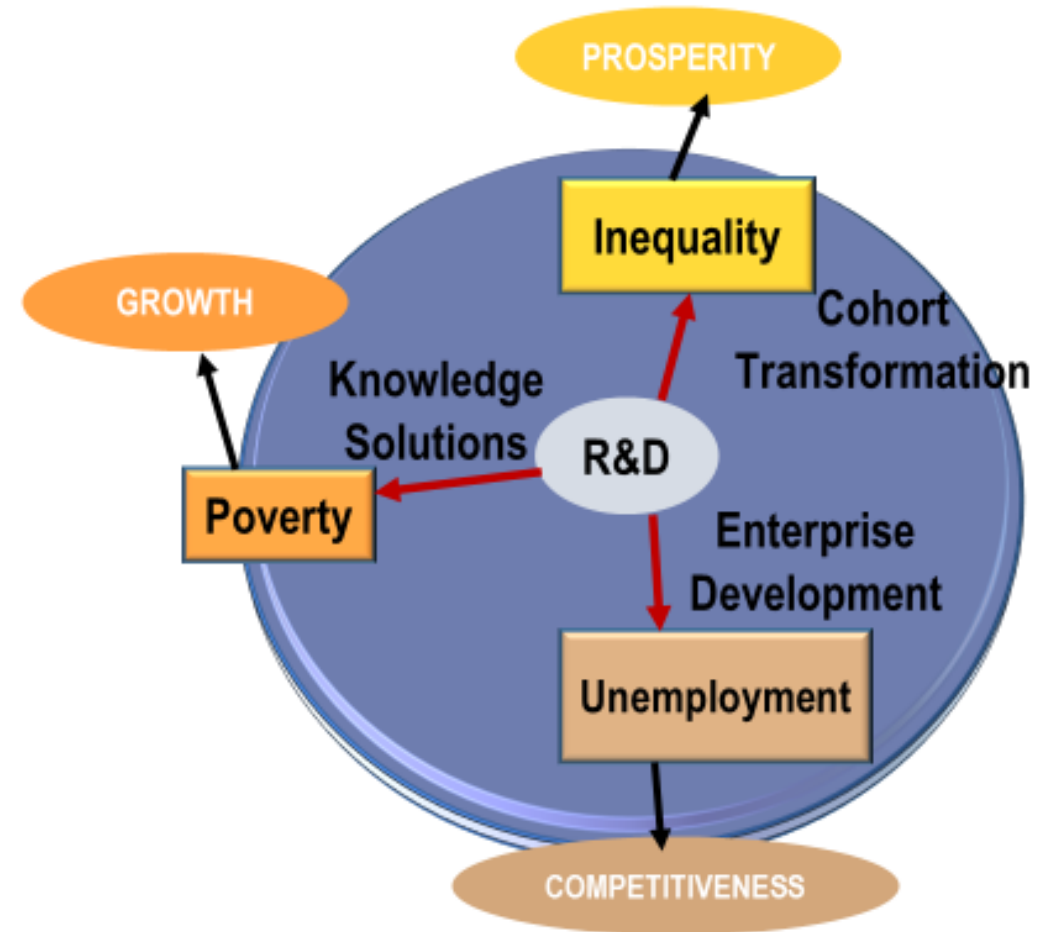 PROSPERITY
Inequality
Cohort
Transformation
GROWTH
Knowledge
Solutions
R&D
Poverty
Enterprise
Development
Unemployment
COMPETITIVENESS